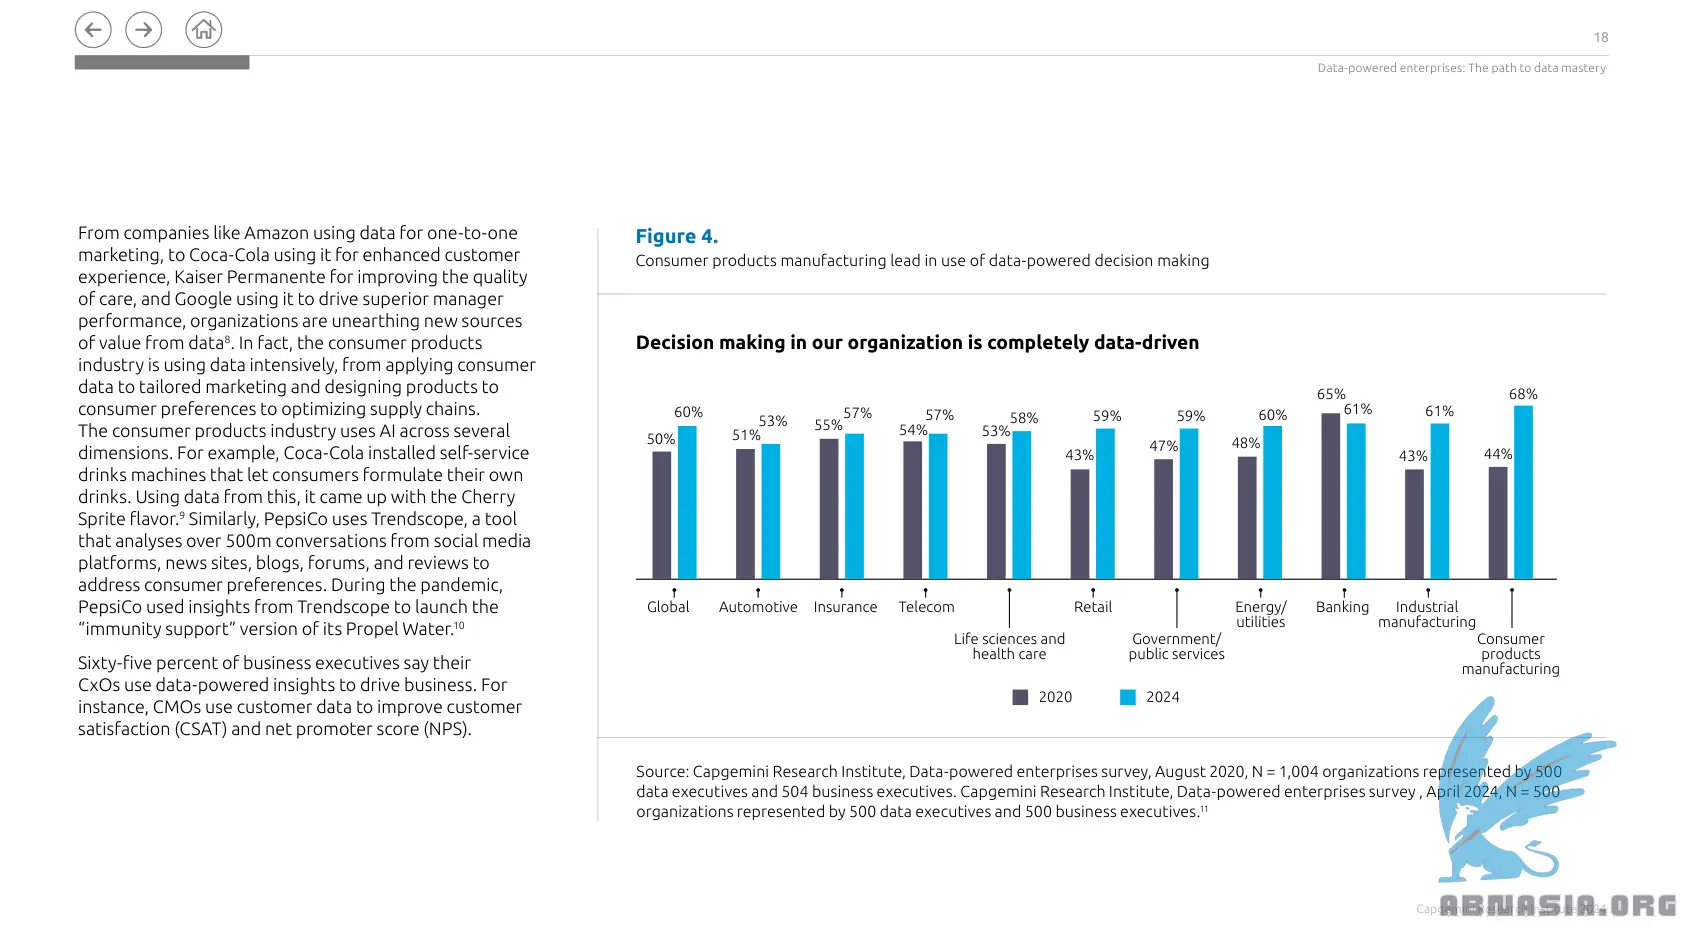 18
Data-powered enterprises: The path to data mastery
From companies like Amazon using data for one-to-one
marketing, to Coca-Cola using it for enhanced customer
experience, Kaiser Permanente for improving the quality
of care, and Google using it to drive superior manager
performance, organizations are unearthing new sources
of value from data⁸. In fact, the consumer products
industry is using data intensively, from applying consumer
data to tailored marketing and designing products to
consumer preferences to optimizing supply chains.
The consumer products industry uses AI across several
dimensions. For example, Coca-Cola installed self-service
drinks machines that let consumers formulate their own
drinks. Using data from this, it came up with the Cherry
Sprite flavor.⁹ Similarly, PepsiCo uses Trendscope, a tool
that analyses over 500m conversations from social media
platforms, news sites, blogs, forums, and reviews to
address consumer preferences. During the pandemic,
PepsiCo used insights from Trendscope to launch the
“immunity support” version of its Propel Water.¹⁰
Sixty-five percent of business executives say their
CxOs use data-powered insights to drive business. For
instance, CMOs use customer data to improve customer
satisfaction (CSAT) and net promoter score (NPS).
Figure 4.
Consumer products manufacturing lead in use of data-powered decision making
Decision making in our organization is completely data-driven
50% 60% 51% 53% 55% 57% 54% 57% 53% 58% 43% 59% 47% 59% 48% 60% 65% 61% 43% 61% 44% 68%
Global
Automotive
Insurance
Telecom
Life sciences and
health care
Retail
Government/
public services
Energy/
utilities
Banking
Industrial
manufacturing
Consumer
products
manufacturing
2020
2024
Source: Capgemini Research Institute, Data-powered enterprises survey, August 2020, N = 1,004 organizations represented by 500
data executives and 504 business executives. Capgemini Research Institute, Data-powered enterprises survey , April 2024, N = 500
organizations represented by 500 data executives and 500 business executives.¹¹
Capgemini Research Institute 2024
ABNASIA.ORG